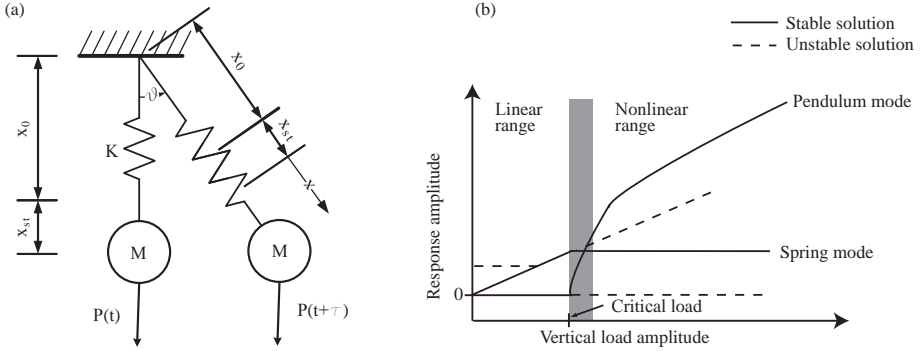 (a)
x0
ϑ
K
xst
M
P(t)
x0
xst
x
M
P(t+τ)
(b)
Stable solution
Unstable solution
Response amplitude
Linear
range
Nonlinear
range
Pendulum mode
Spring mode
0
Critical load
Vertical load amplitude